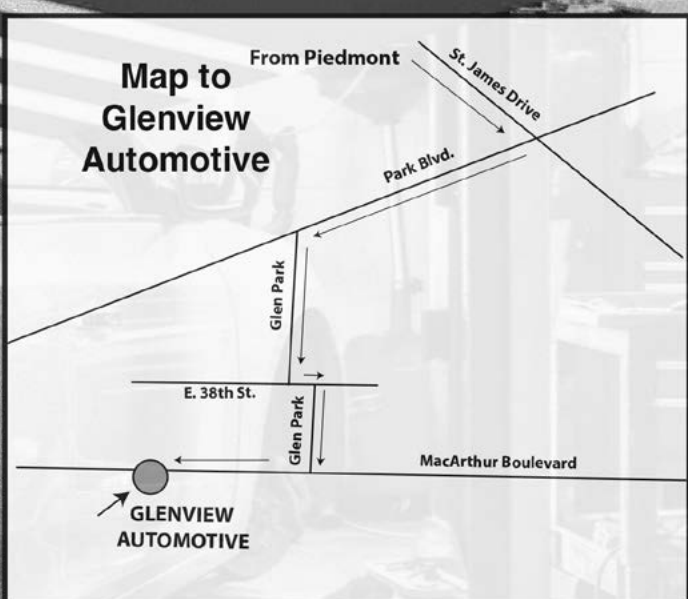 Map to
Glenview
Automotive
From Piedmont
St. James Drive
Park Blvd.
Glen Park
E. 38th St.
Glen Park
MacArthur Boulevard
GLENVIEW
AUTOMOTIVE